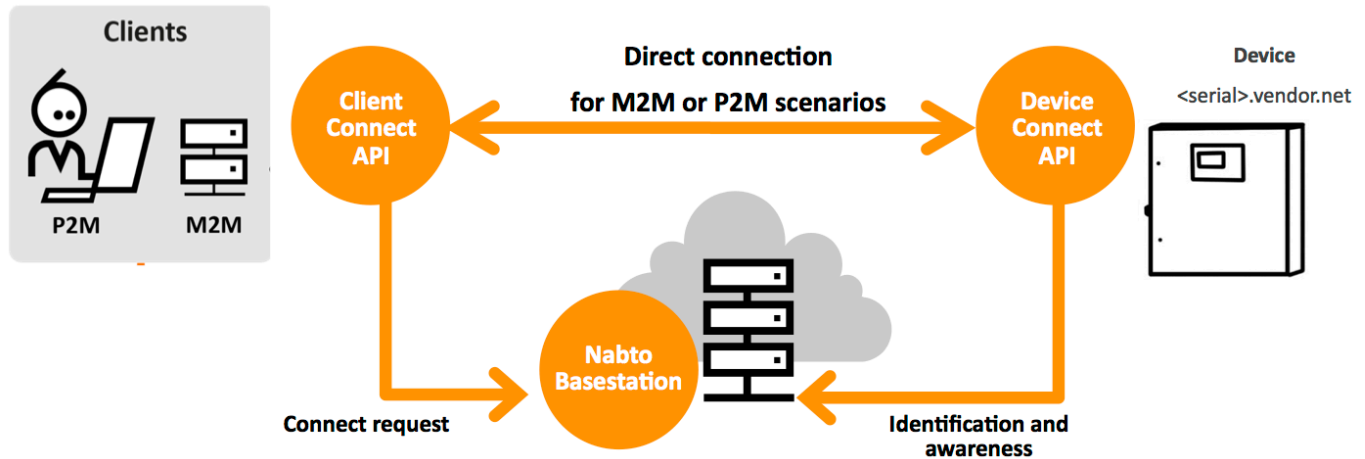 Clients
P2M
M2M
Client
Connect
API
Direct connection
for M2M or P2M scenarios
Device
Connect
API
Device
<serial>.vendor.net
Nabto
Basestation
Connect request
Identification and
awareness